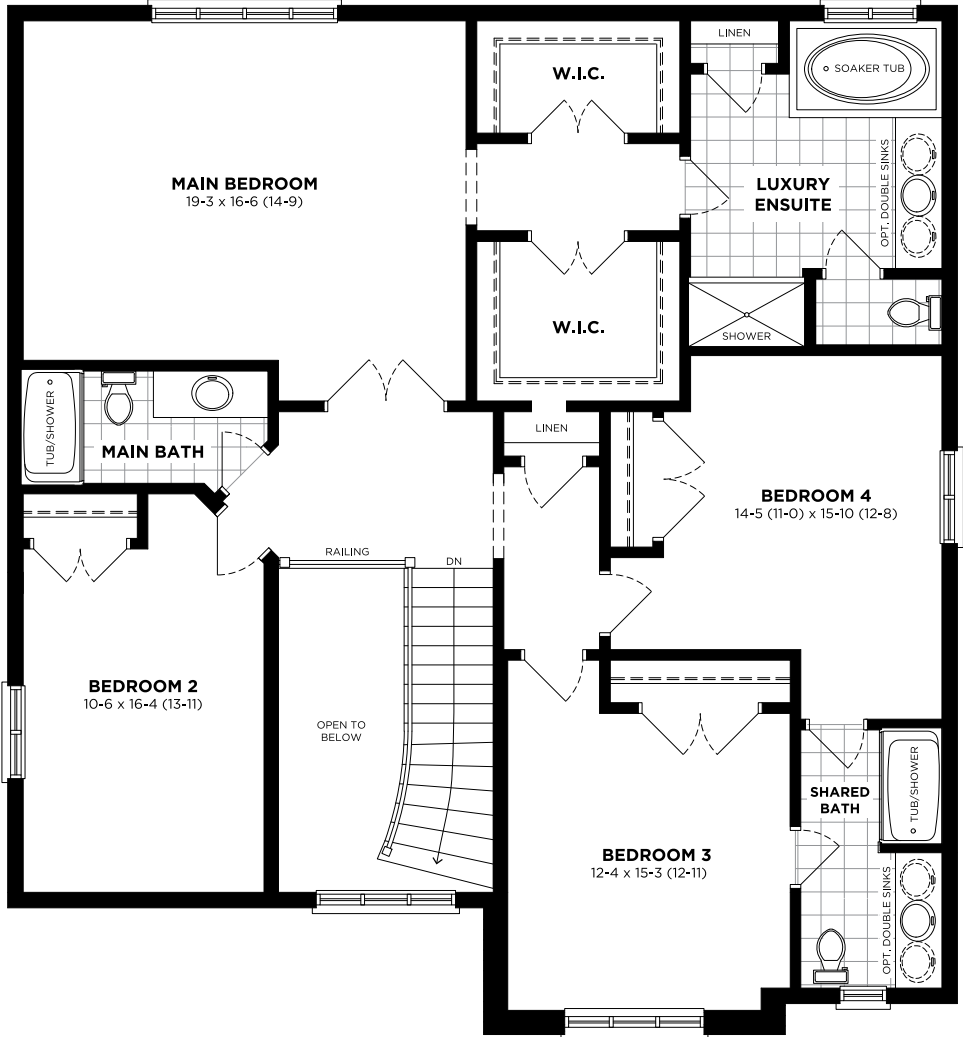 LINEN
W.I.C.
SOAKER TUB
MAIN BEDROOM
19-3 x 16-6 (14-9)
LUXURY
ENSUITE
OPT. DOUBLE SINKS
W.I.C.
SHOWER
TUB/SHOWER
MAIN BATH
LINEN
BEDROOM 4
14-5 (11-0) x 15-10 (12-8)
RAILING
DN
BEDROOM 2
10-6 x 16-4 (13-11)
OPEN TO
BELOW
TUB/SHOWER
SHARED
BATH
BEDROOM 3
12-4 x 15-3 (12-11)
OPT. DOUBLE SINKS